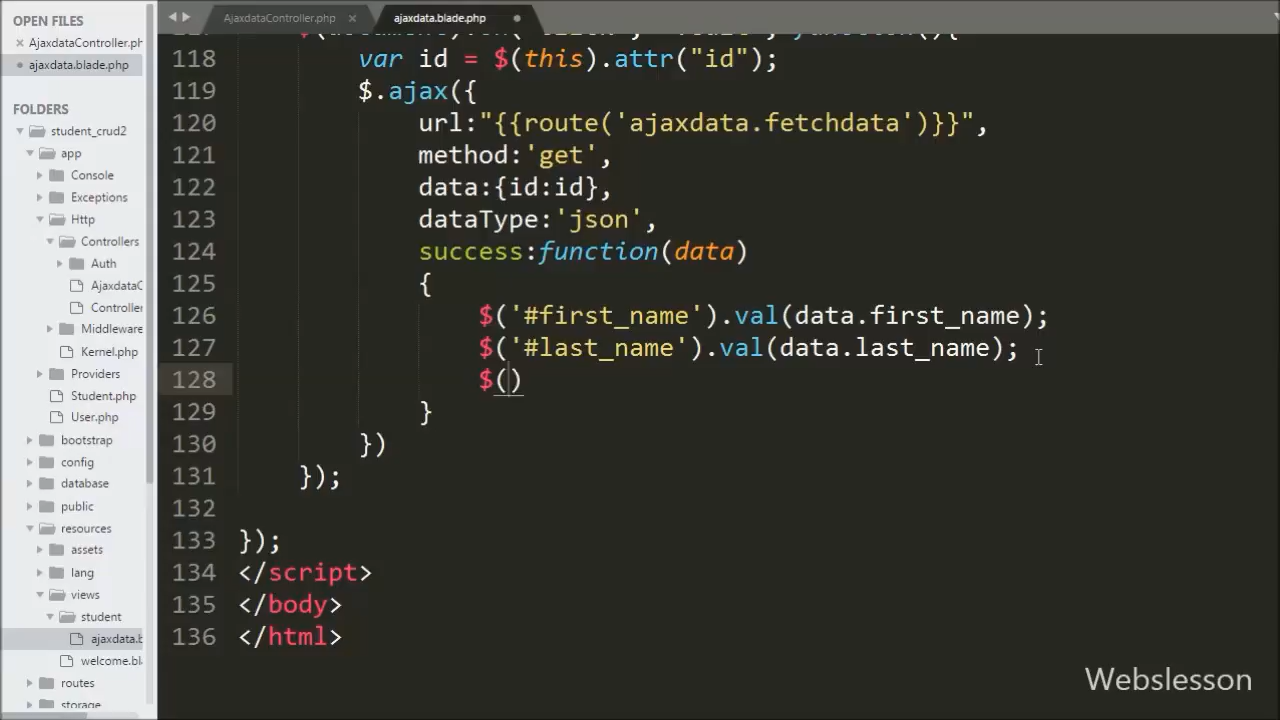 OPEN FILES
AjaxdataController.ph
ajaxdata.blade.php
FOLDERS
student_crud2
app
Console
Exceptions
Http
Controllers
Auth
AjaxdataC
Controller
Middleware
Kernel.php
Providers
Student.php
User.php
bootstrap
config
database
public
resources
assets
lang
views
student
ajaxdata.b
welcome.bl
routes
storage
AjaxdataController.php
ajaxdata.blade.php
118 var id = $(this).attr("id");
119 $.ajax({
120 url:"{{route('ajaxdata.fetchdata')}}",
121 method:'get',
122 data:{id:id},
123 dataType:'json',
124 success:function(data)
125 {
126 $('#first_name').val(data.first_name);
127 $('#last_name').val(data.last_name);
128 $()
129 }
130 })
131 });
132
133 });
134 </script>
135 </body>
136 </html>
Webslesson